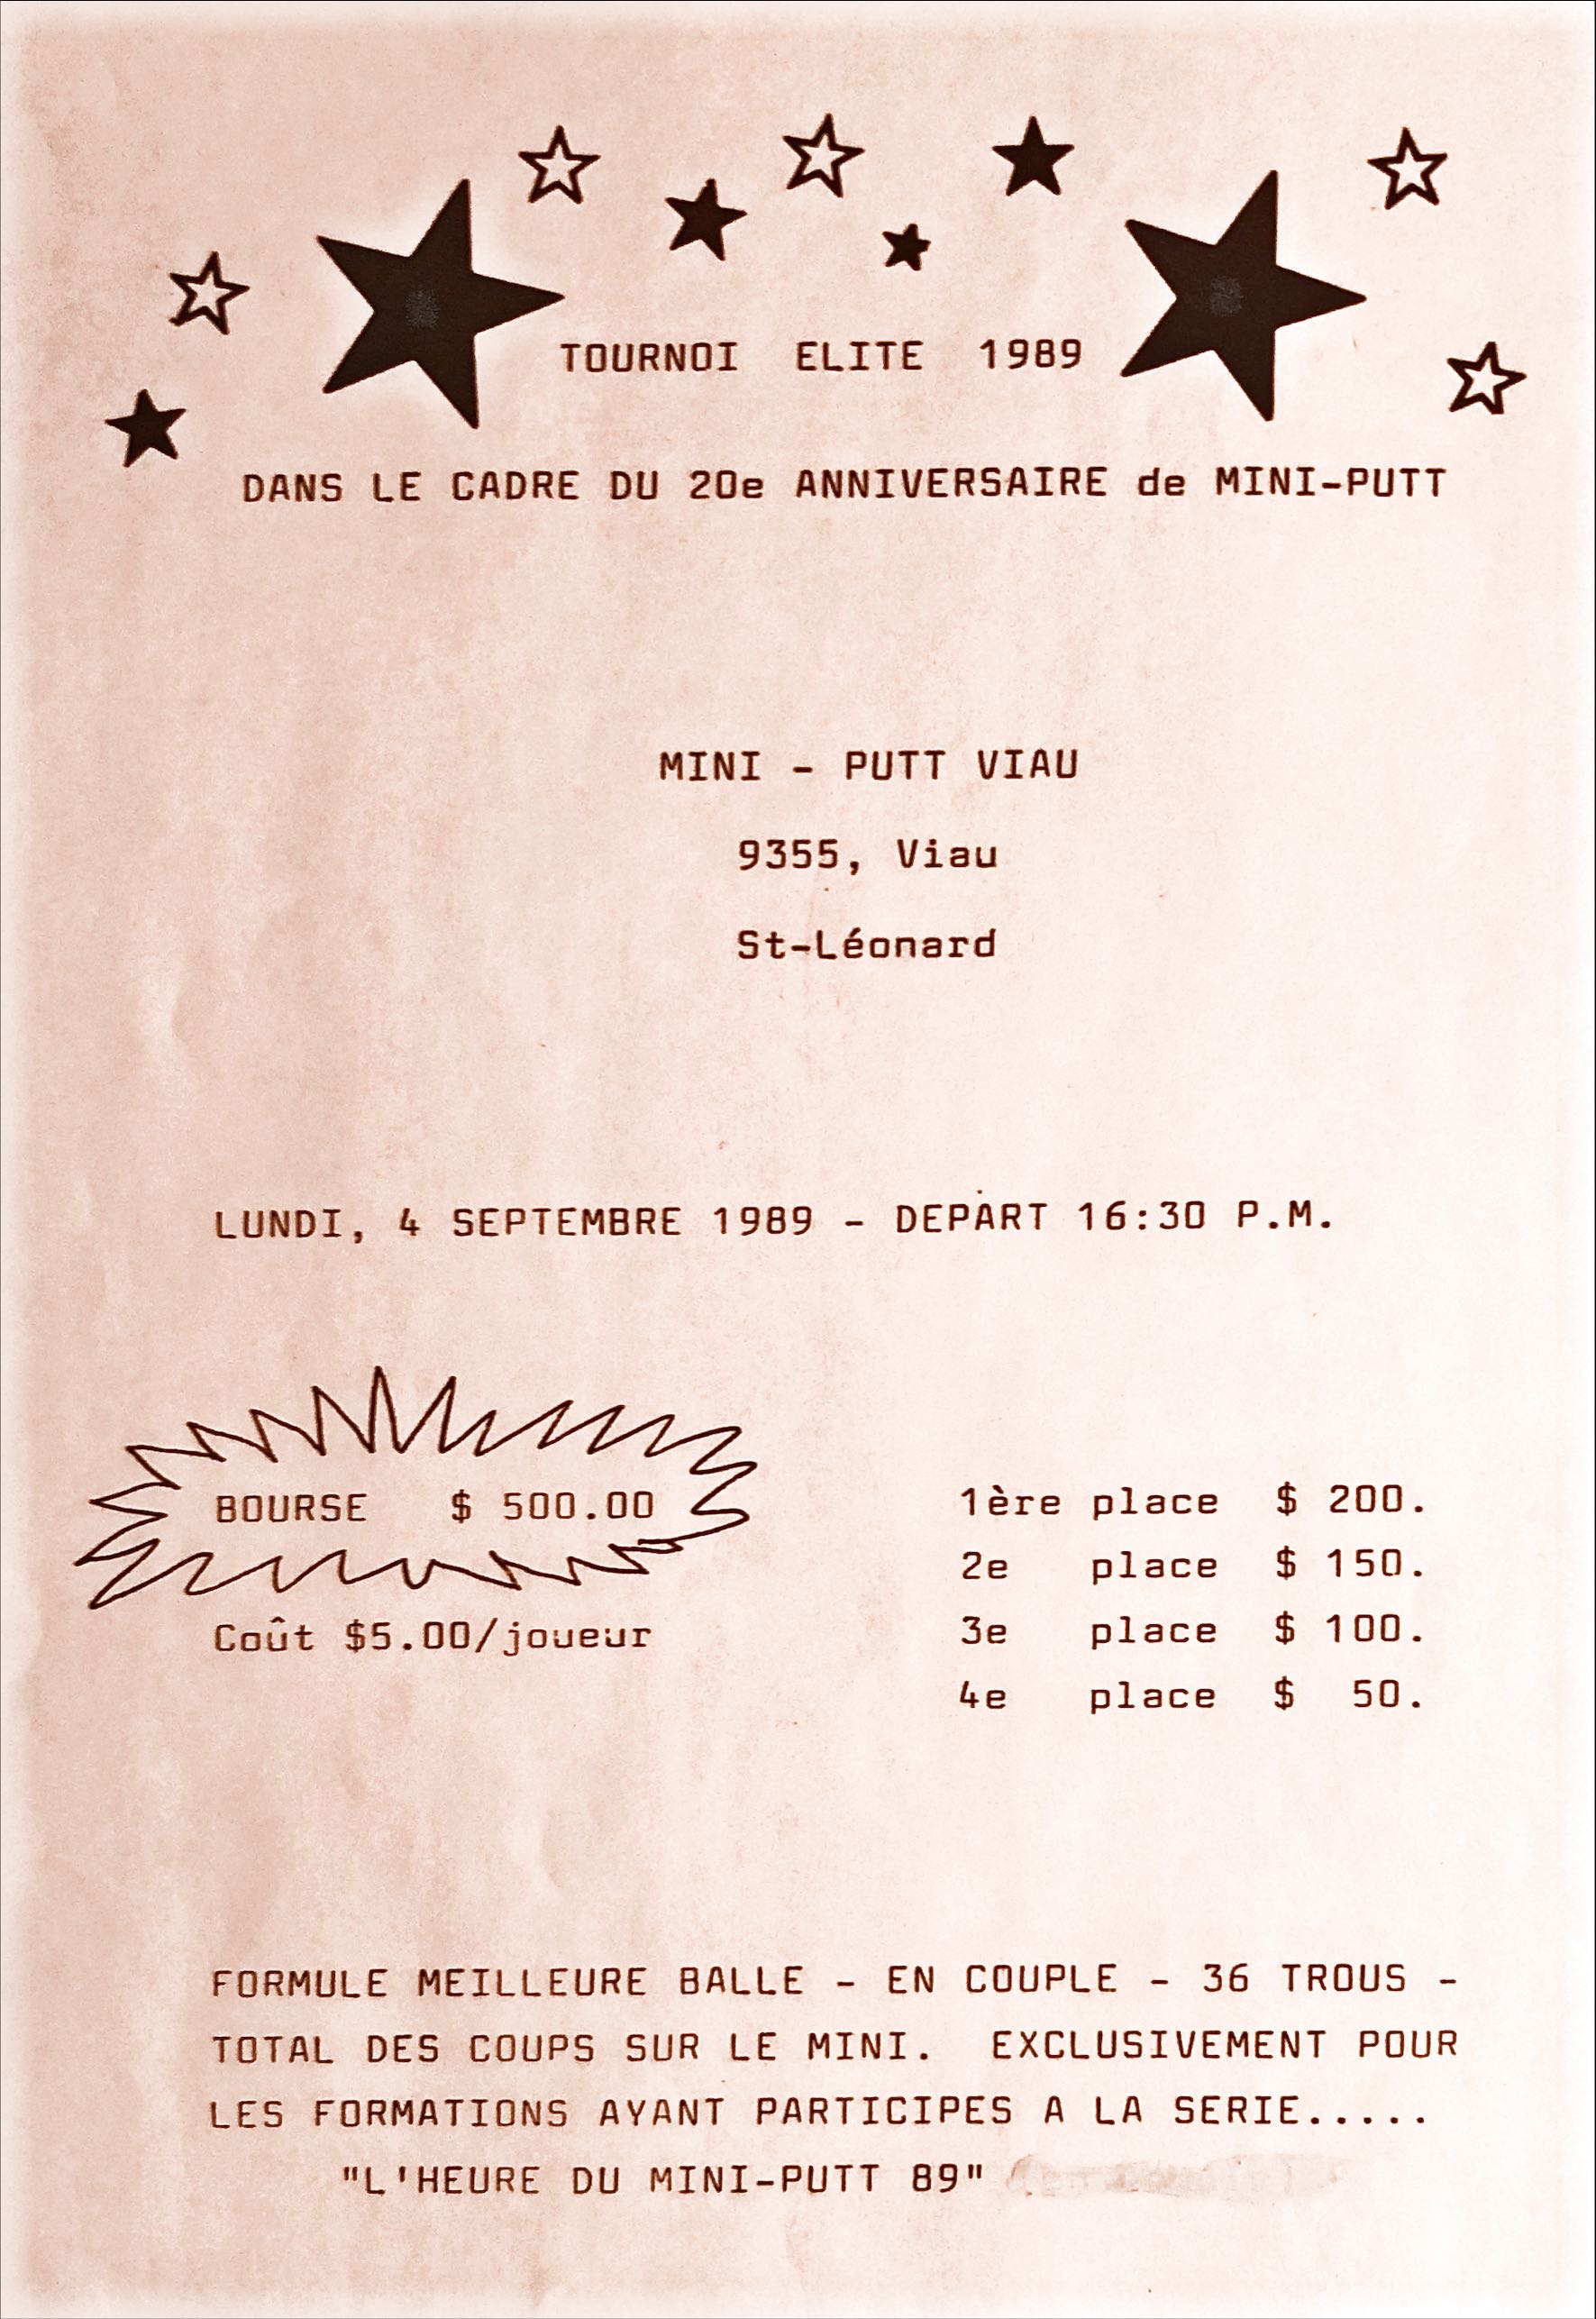 TOURNOI ELITE 1989
DANS LE CADRE DU 20e ANNIVERSAIRE de MINI-PUTT
MINI - PUTT VIAU
9355, Viau
St-Léonard
LUNDI, 4 SEPTEMBRE 1989 - DEPART 16:30 P.M.
BOURSE $ 500.00
Coût $5.00/joueur
1ère place $ 200.
2e place $ 150.
3e place $ 100.
4e place $ 50.
FORMULE MEILLEURE BALLE - EN COUPLE - 36 TROUS -
TOTAL DES COUPS SUR LE MINI. EXCLUSIVEMENT POUR
LES FORMATIONS AYANT PARTICIPES A LA SERIE.....
"L'HEURE DU MINI-PUTT 89"